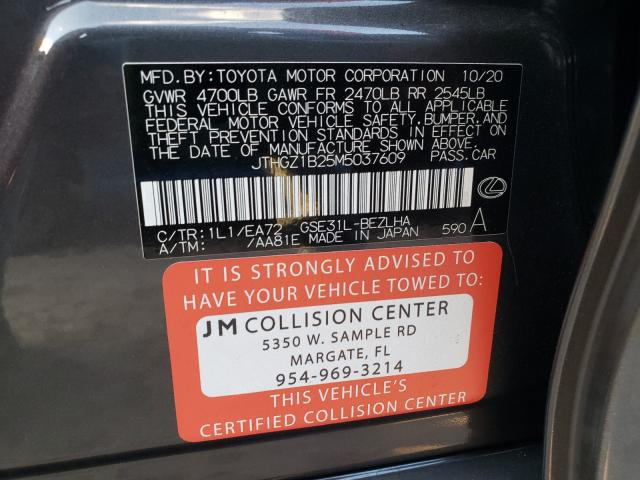 MFD.BY:TOYOTA MOTOR CORPORATION 10/20
GVWR 4700LB GAWR FR 2470LB RR 2545LB
THIS VEHICLE CONFORMS TO ALL APPLICABLE
FEDERAL MOTOR VEHICLE SAFETY,BUMPER,AND
THEFT PREVENTION STANDARDS IN EFFECT ON
THE DATE OF MANUFACTURE SHOWN ABOVE.
JTHGZ1B25M5037609 PASS.CAR
C/TR:1L1/EA72 GSE31L-BEZLHA
A/TM: /AA81E MADE IN JAPAN 590 A
IT IS STRONGLY ADVISED TO
HAVE YOUR VEHICLE TOWED TO:
JM COLLISION CENTER
5350 W. SAMPLE RD
MARGATE, FL
954-969-3214
THIS VEHICLE'S
CERTIFIED COLLISION CENTER